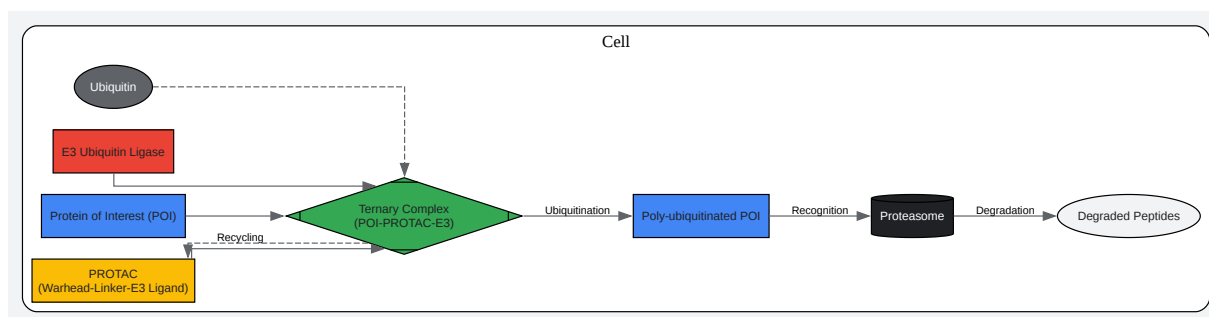 Cell
Ubiquitin
E3 Ubiquitin Ligase
Protein of Interest (POI)
Ternary Complex
(POI-PROTAC-E3)
Ubiquitination
Poly-ubiquitinated POI
Recognition
Proteasome
Degradation
Degraded Peptides
Recycling
PROTAC
(Warhead-Linker-E3 Ligand)